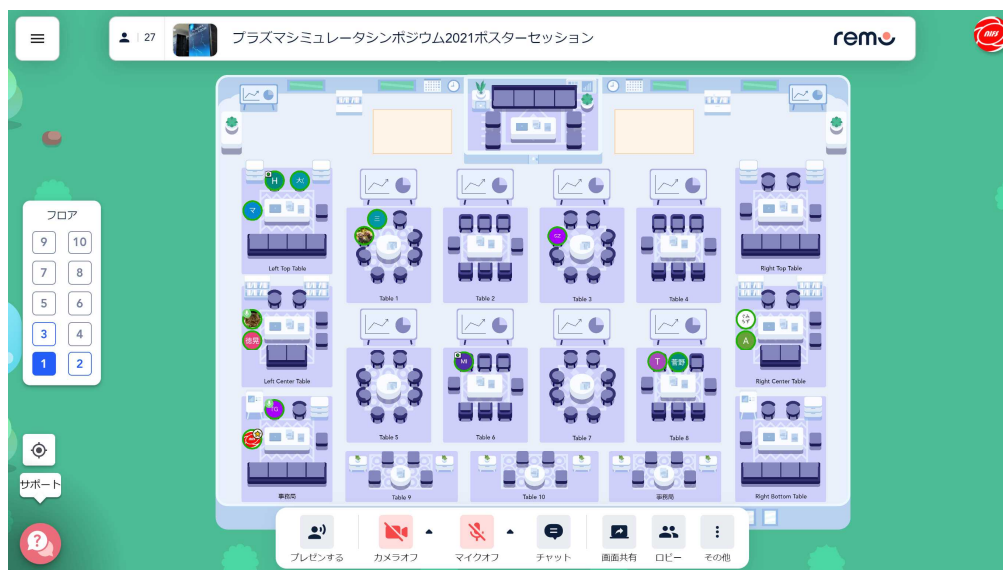 27
プラズマシミュレータシンポジウム2021ポスターセッション
remo
NIFS
フロア
9 10
7 8
5 6
3 4
1 2
サポート
H
大(
マ
Left Top Table
三
Table 1
Table 2
Table 3
Table 4
Right Top Table
後晃
Left Center Table
Table 5
MI
Table 6
Table 7
T
菅野
Table 8
A
Right Center Table
事務局
Table 9
Table 10
事務局
Right Bottom Table
プレゼンする
カメラオフ
マイクオフ
チャット
画面共有
ロビー
その他